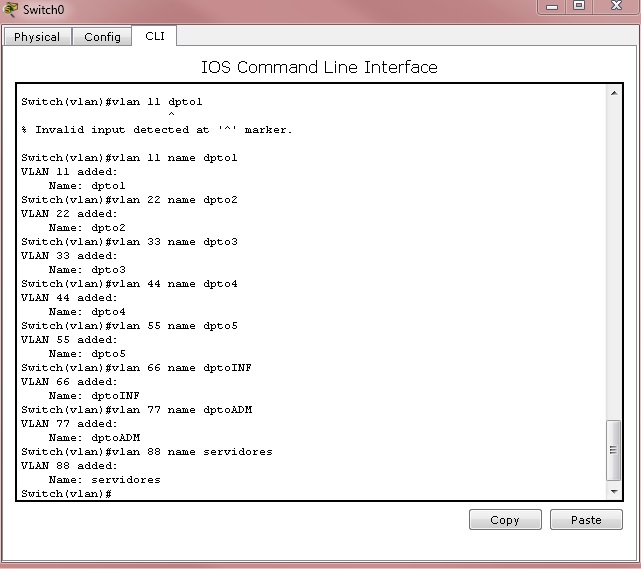 Switch0
Physical Config CLI
IOS Command Line Interface
Switch(vlan)#vlan 11 dpto1
^
% Invalid input detected at '^' marker.
Switch(vlan)#vlan 11 name dpto1
VLAN 11 added:
Name: dpto1
Switch(vlan)#vlan 22 name dpto2
VLAN 22 added:
Name: dpto2
Switch(vlan)#vlan 33 name dpto3
VLAN 33 added:
Name: dpto3
Switch(vlan)#vlan 44 name dpto4
VLAN 44 added:
Name: dpto4
Switch(vlan)#vlan 55 name dpto5
VLAN 55 added:
Name: dpto5
Switch(vlan)#vlan 66 name dptoINF
VLAN 66 added:
Name: dptoINF
Switch(vlan)#vlan 77 name dptoADM
VLAN 77 added:
Name: dptoADM
Switch(vlan)#vlan 88 name servidores
VLAN 88 added:
Name: servidores
Switch(vlan)#
Copy Paste